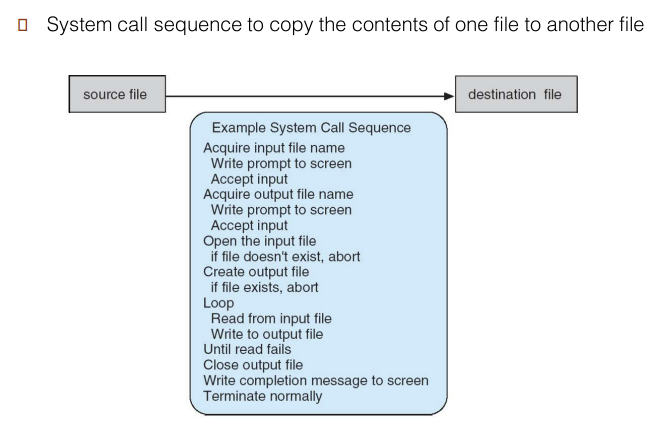 System call sequence to copy the contents of one file to another file
source file
destination file
Example System Call Sequence
Acquire input file name
Write prompt to screen
Accept input
Acquire output file name
Write prompt to screen
Accept input
Open the input file
if file doesn't exist, abort
Create output file
if file exists, abort
Loop
Read from input file
Write to output file
Until read fails
Close output file
Write completion message to screen
Terminate normally